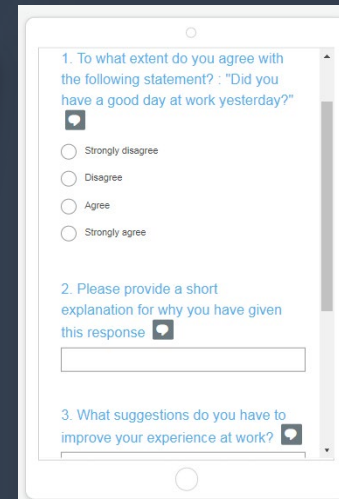 1. To what extent do you agree with
the following statement? : "Did you
have a good day at work yesterday?"
Strongly disagree
Disagree
Agree
Strongly agree
2. Please provide a short
explanation for why you have given
this response
3. What suggestions do you have to
improve your experience at work?